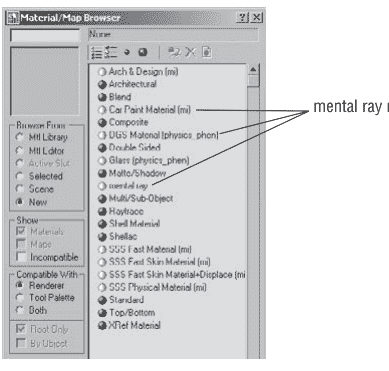 Material/Map Browser
None
Arch & Design (mi)
Architectural
Blend
Car Paint Material (mi)
Composite
DGS Material (physics_phen)
Double Sided
Glass (physics_phen)
Matte/Shadow
mental ray
Multi/Sub-Object
Raytrace
Shell Material
Shellac
SSS Fast Material (mi)
SSS Fast Skin Material (mi)
SSS Fast Skin Material+Displace (mi
SSS Physical Material (mi)
Standard
Top/Bottom
XRef Material
Browse From:
Mtl Library
Mtl Editor
Active Slot
Selected
Scene
New
Show
Materials
Maps
Incompatible
Compatible With
Renderer
Tool Palette
Both
Root Only
By Object
mental ray